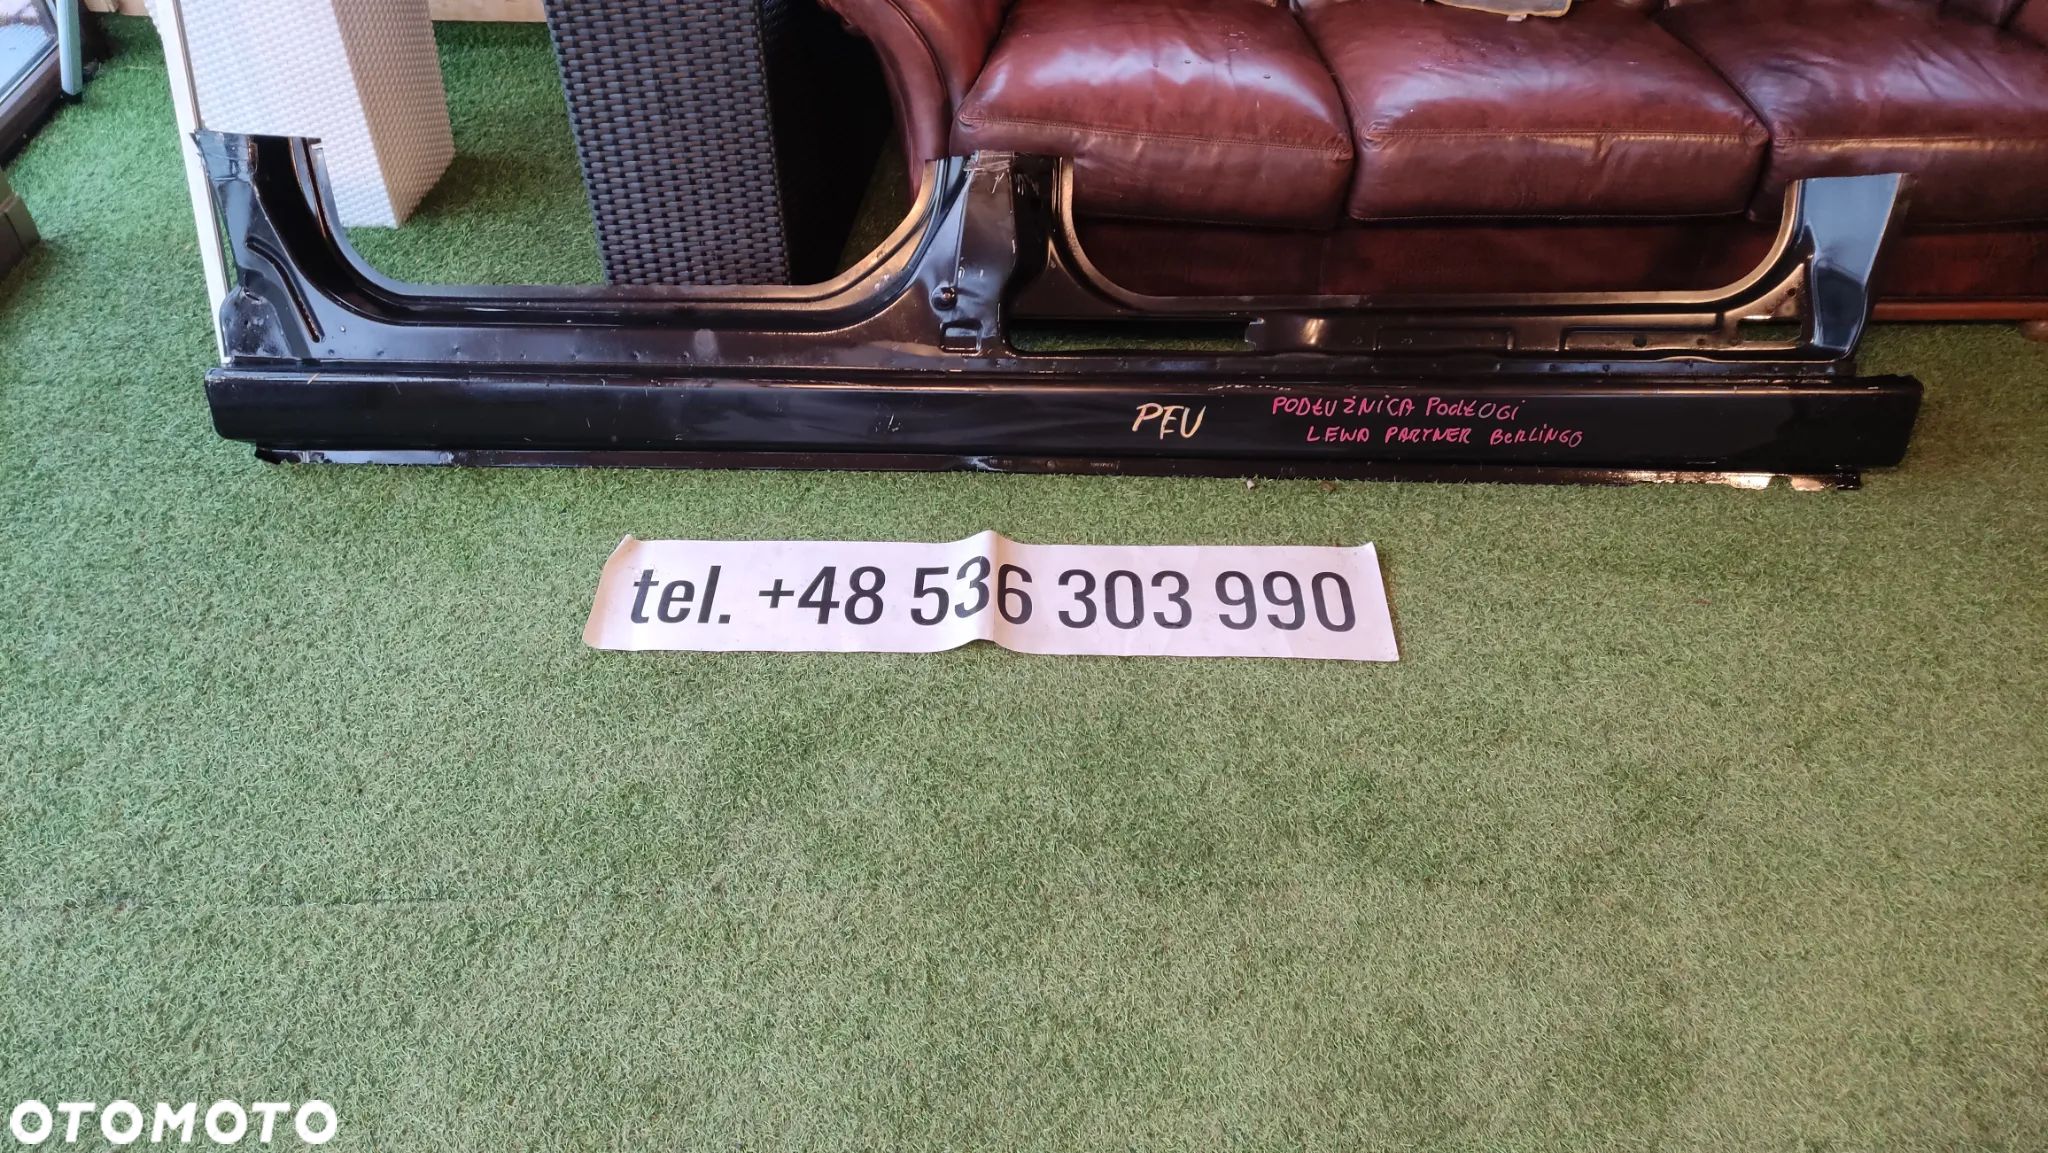 PEU
PODŁUŻNICA PODŁOGI
LEWA PARTNER BERLINGO
tel. +48 536 303 990
OTOMOTO